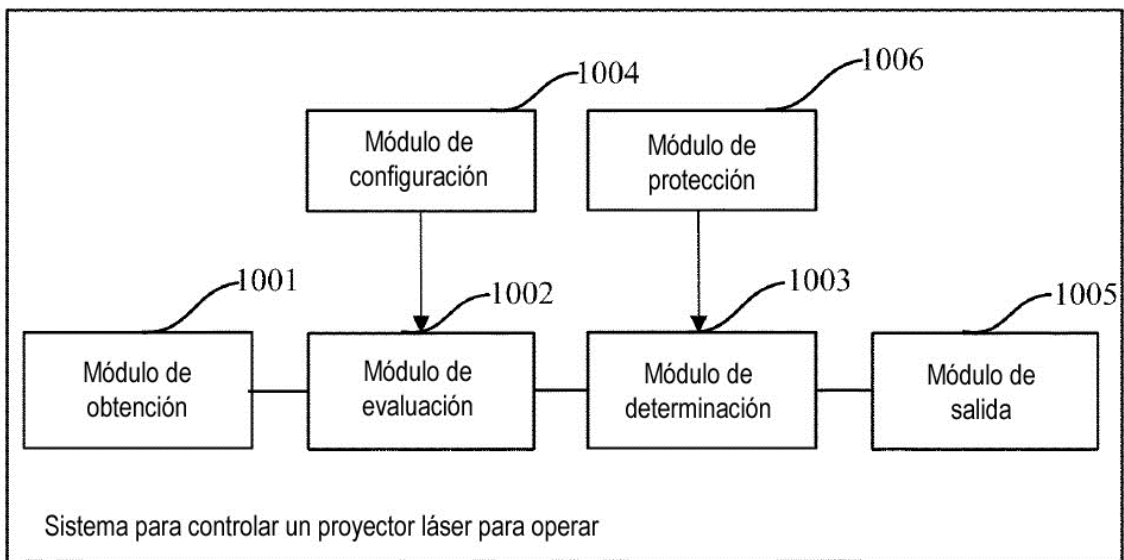 1004
1006
Módulo de
configuración
Módulo de
protección
1001
1002
1003
1005
Módulo de
obtención
Módulo de
evaluación
Módulo de
determinación
Módulo de
salida
Sistema para controlar un proyector láser para operar